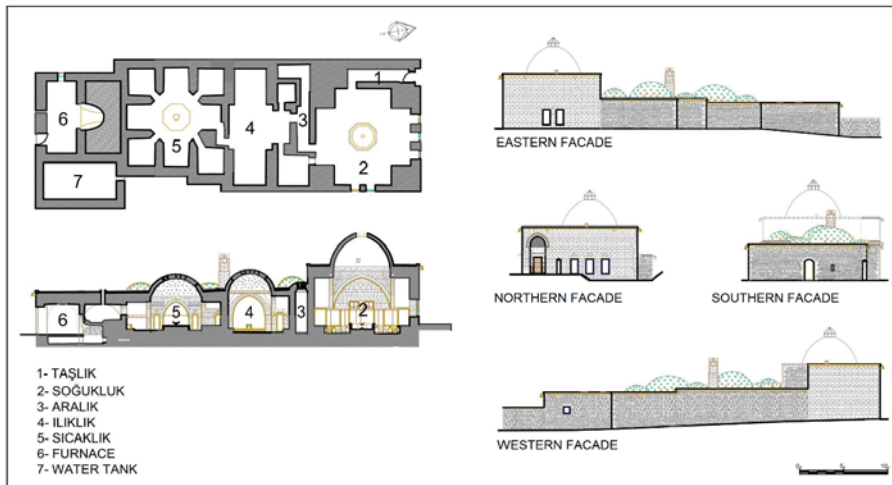 1
6
5
4
3
2
7
6
5
4
3
2
1- TAŞLIK
2- SOĞUKLUK
3- ARALIK
4- ILIKLIK
5- SICAKLIK
6- FURNACE
7- WATER TANK
EASTERN FACADE
NORTHERN FACADE
SOUTHERN FACADE
WESTERN FACADE